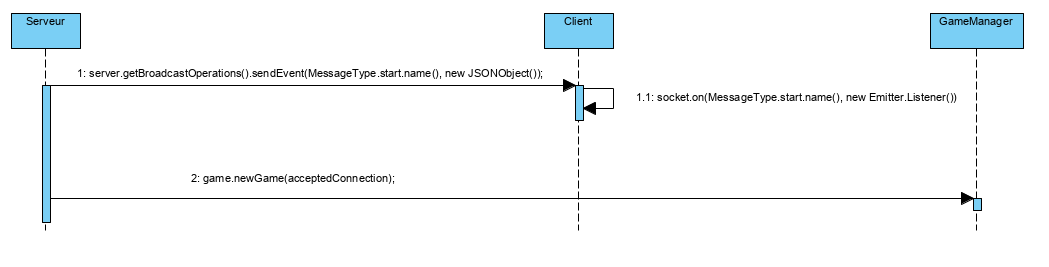 Serveur
Client
GameManager
1: server.getBroadcastOperations().sendEvent(MessageType.start.name(), new JSONObject());
1.1: socket.on(MessageType.start.name(), new Emitter.Listener())
2: game.newGame(acceptedConnection);